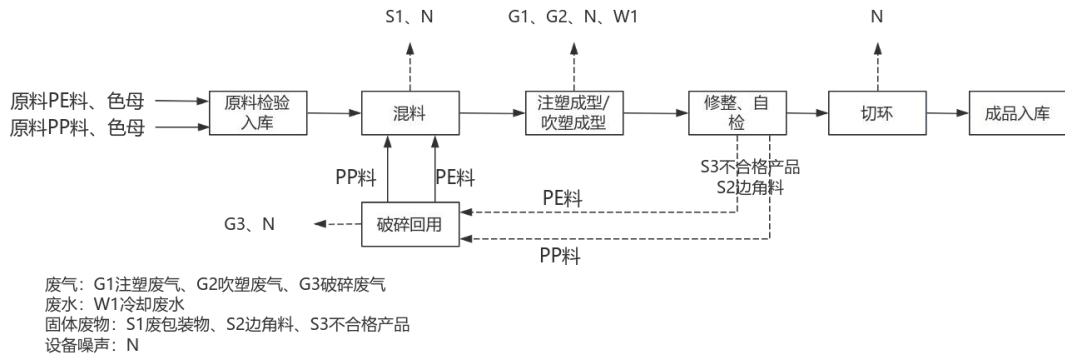 S1、N
G1、G2、N、W1
N
原料PE料、色母
原料PP料、色母
原料检验
入库
混料
注塑成型/
吹塑成型
修整、自
检
切环
成品入库
S3不合格产品
S2边角料
PP料
PE料
PE料
G3、N
破碎回用
PP料
废气：G1注塑废气、G2吹塑废气、G3破碎废气
废水：W1冷却废水
固体废物：S1废包装物、S2边角料、S3不合格产品
设备噪声：N